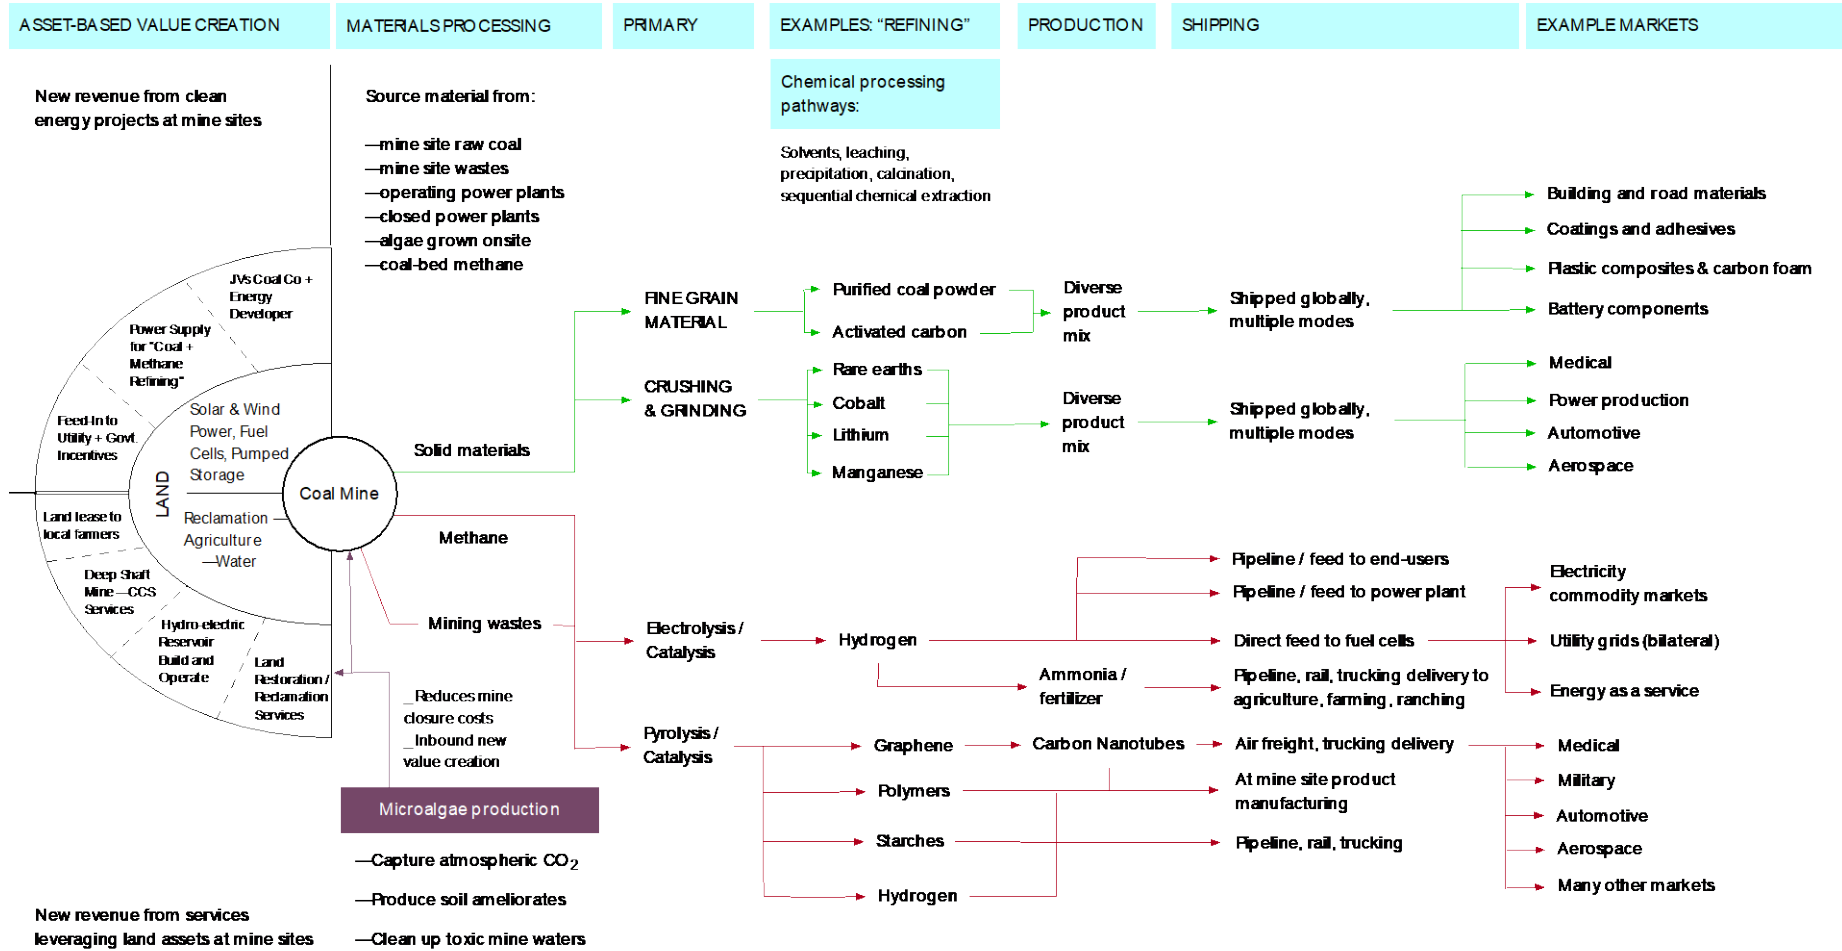 ASSET-BASED VALUE CREATION
MATERIALS PROCESSING
PRIMARY
EXAMPLES: “REFINING”
PRODUCTION
SHIPPING
EXAMPLE MARKETS
New revenue from clean
energy projects at mine sites
Source material from:
—mine site raw coal
—mine site wastes
—operating power plants
—closed power plants
—algae grown onsite
—coal-bed methane
Chemical processing
pathways:
Solvents, leaching,
precipitation, calcination,
sequential chemical extraction
JVs Coal Co +
Energy
Developer
Power Supply
for "Coal +
Methane
Refining"
Feed-In to
Utility + Govt.
Incentives
Land lease to
local farmers
Deep Shaft
Mine—CCS
Services
Hydro-electric
Reservoir
Build and
Operate
Land
Restoration /
Reclamation
Services
LAND
Solar & Wind
Power, Fuel
Cells, Pumped
Storage
Reclamation —
Agriculture
—Water
Coal Mine
Solid materials
Methane
Mining wastes
_Reduces mine
closure costs
_Inbound new
value creation
Microalgae production
—Capture atmospheric CO2
—Produce soil ameliorates
—Clean up toxic mine waters
New revenue from services
leveraging land assets at mine sites
FINE GRAIN
MATERIAL
Purified coal powder
Activated carbon
Diverse
product
mix
Shipped globally,
multiple modes
Building and road materials
Coatings and adhesives
Plastic composites & carbon foam
Battery components
CRUSHING
& GRINDING
Rare earths
Cobalt
Lithium
Manganese
Diverse
product
mix
Shipped globally,
multiple modes
Medical
Power production
Automotive
Aerospace
Electrolysis /
Catalysis
Hydrogen
Pipeline / feed to end-users
Pipeline / feed to power plant
Direct feed to fuel cells
Ammonia /
fertilizer
Pipeline, rail, trucking delivery to
agriculture, farming, ranching
Electricity
commodity markets
Utility grids (bilateral)
Energy as a service
Pyrolysis /
Catalysis
Graphene
Polymers
Starches
Hydrogen
Carbon Nanotubes
Air freight, trucking delivery
At mine site product
manufacturing
Pipeline, rail, trucking
Medical
Military
Automotive
Aerospace
Many other markets